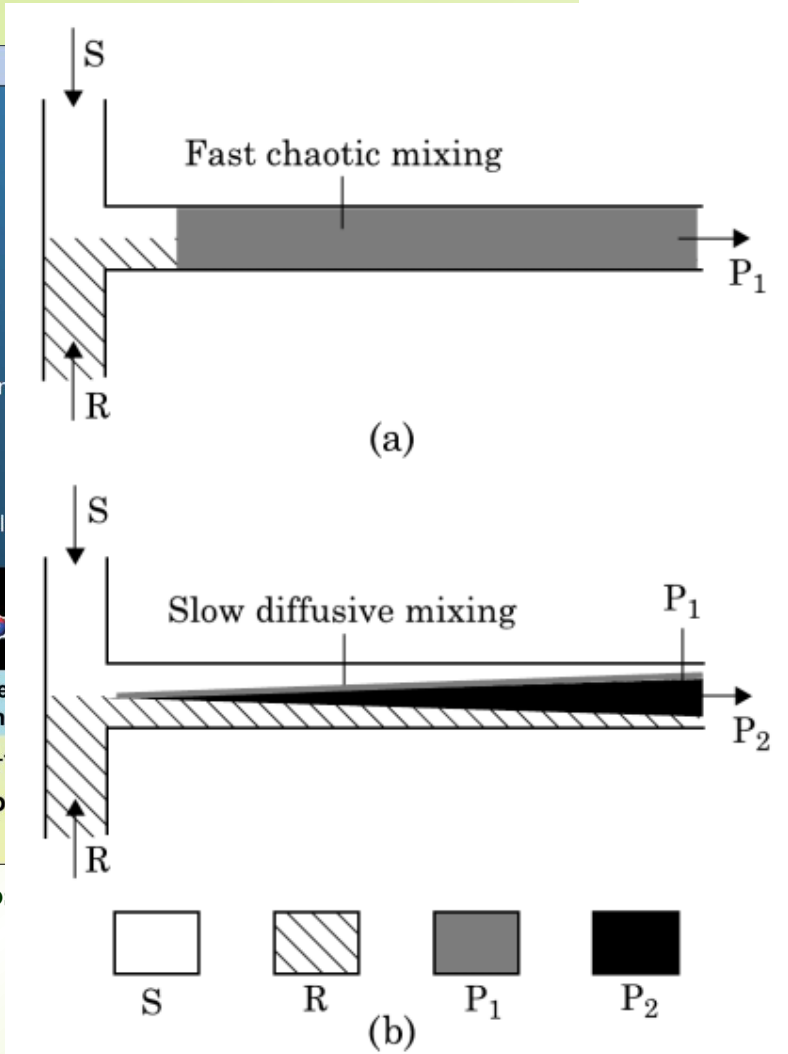 S
Fast chaotic mixing
P₁
R
(a)
S
Slow diffusive mixing
P₁
P₂
R
S
R
P₁
P₂
(b)